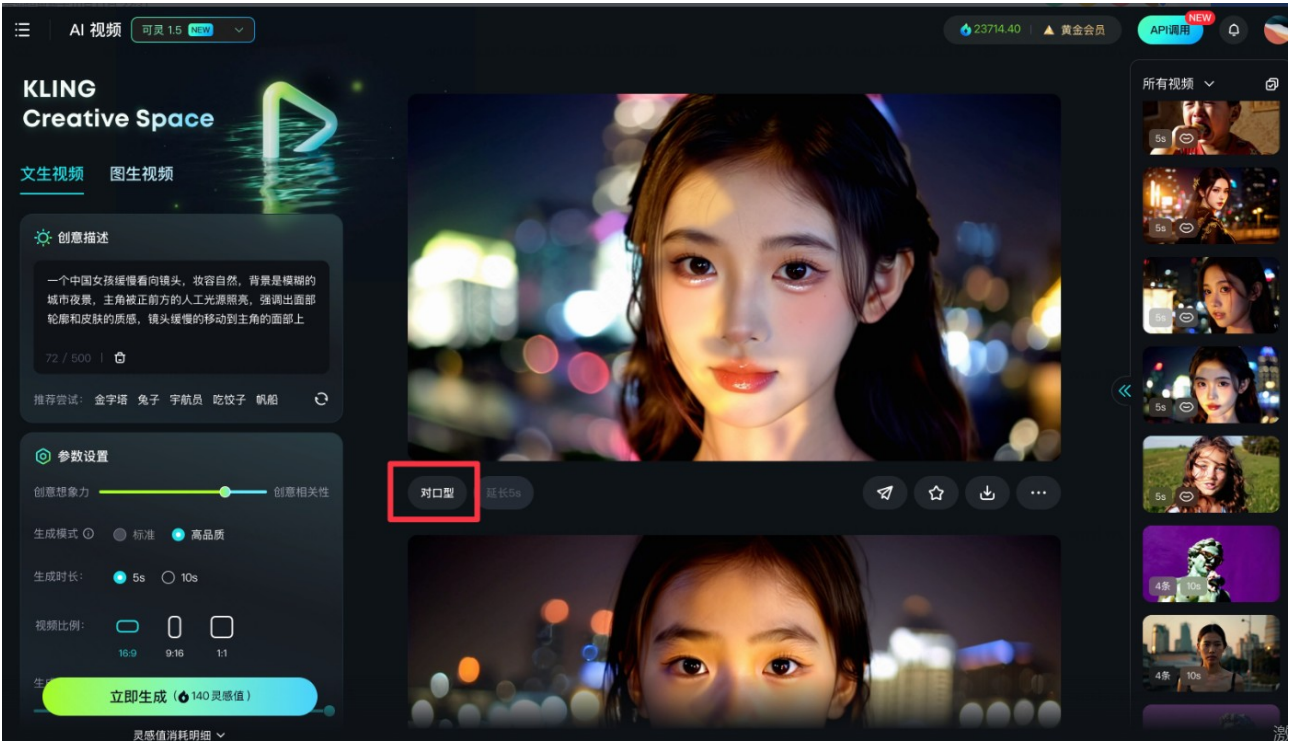 AI 视频
可灵 1.5 NEW
23714.40
黄金会员
API调用
NEW
KLING
Creative Space
文生视频
图生视频
创意描述
一个中国女孩缓慢看向镜头，妆容自然，背景是模糊的
城市夜景，主角被正前方的人工光源照亮，强调出面部
轮廓和皮肤的质感，镜头缓慢的移动到主角的面部上
72 / 500
推荐尝试: 金字塔 兔子 宇航员 吃饺子 帆船
参数设置
创意想象力
创意相关性
生成模式
标准
高品质
生成时长:
5s
10s
视频比例:
16:9
9:16
1:1
生
立即生成（140 灵感值）
灵感值消耗明细
对口型
延长5s
所有视频
5s
5s
5s
5s
5s
4条 10s
4条 10s
激